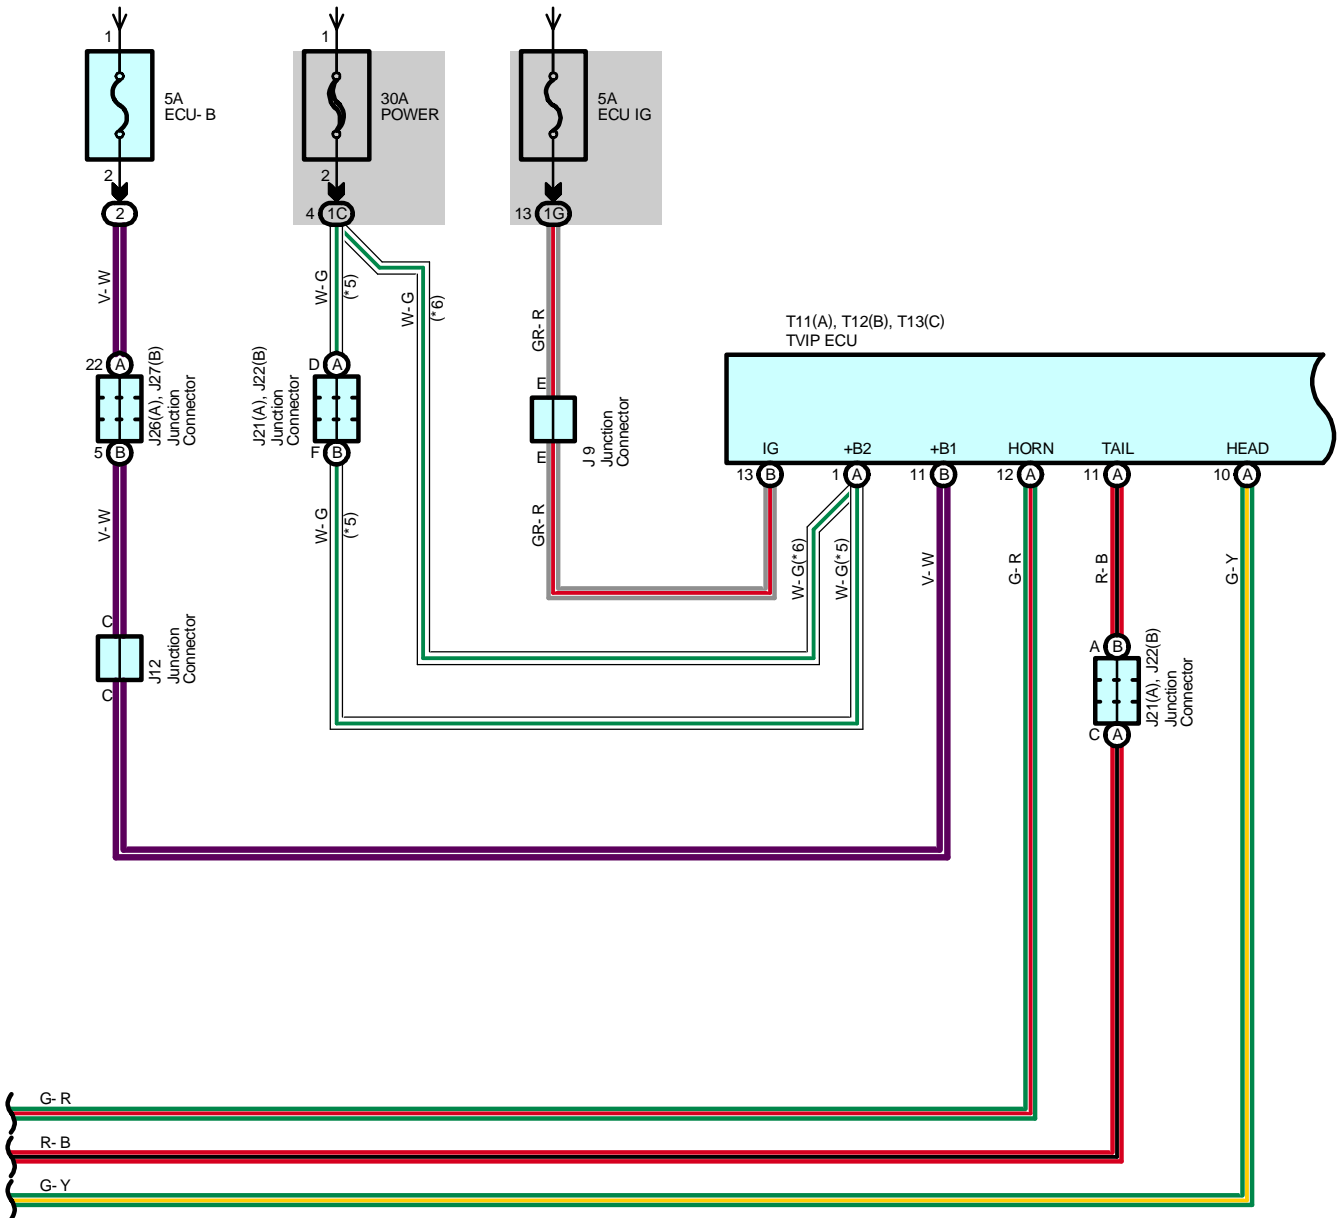 1
1
5A
ECU- B
30A
POWER
5A
ECU IG
2
2
2
4
1C
13
1G
V- W
W- G
(*5)
W- G
(*6)
GR- R
T11(A), T12(B), T13(C)
TVIP ECU
22
A
J26(A), J27(B)
Junction
Connector
5
B
D
A
J21(A), J22(B)
Junction
Connector
F
B
E
J 9
Junction
Connector
E
IG
+B2
+B1
HORN
TAIL
HEAD
13
B
1
A
11
B
12
A
11
A
10
A
V- W
W- G
(*5)
GR- R
W- G(*6)
W- G(*5)
V- W
G- R
R- B
G- Y
C
J12
Junction
Connector
C
A
B
J21(A), J22(B)
Junction
Connector
C
A
G- R
R- B
G- Y